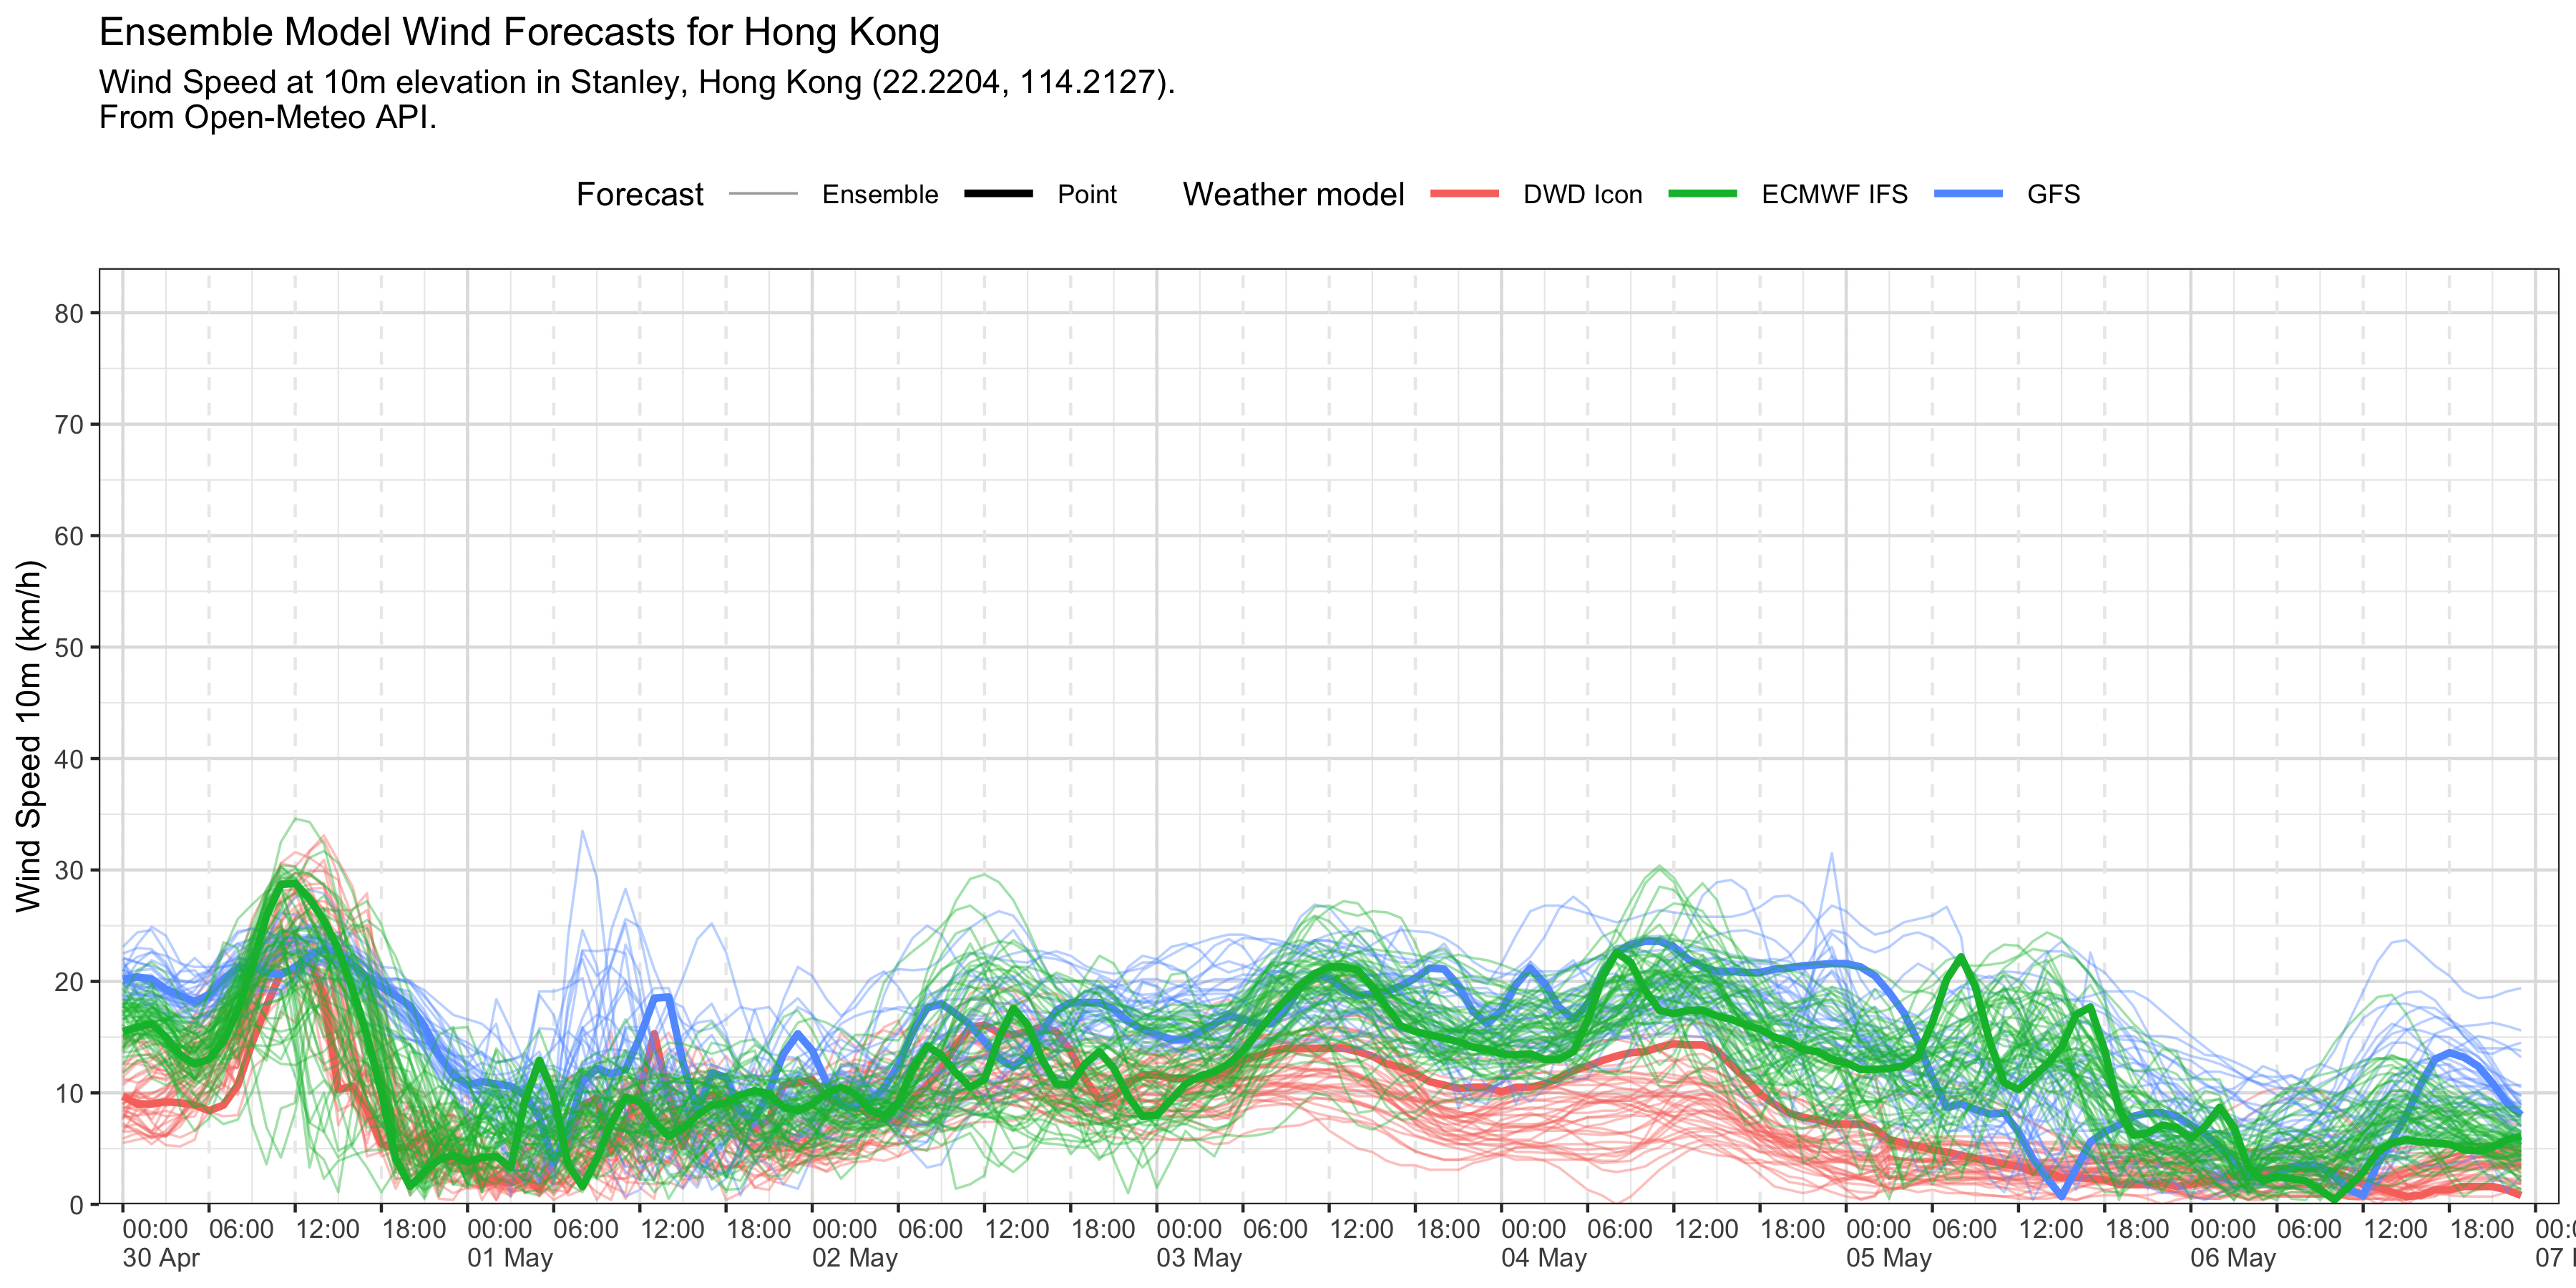 Ensemble Model Wind Forecasts for Hong Kong
Wind Speed at 10m elevation in Stanley, Hong Kong (22.2204, 114.2127).
From Open-Meteo API.
Forecast Ensemble Point Weather model DWD Icon ECMWF IFS GFS
Wind Speed 10m (km/h)
80
70
60
50
40
30
20
10
0
00:00 06:00 12:00 18:00 00:00 06:00 12:00 18:00 00:00 06:00 12:00 18:00 00:00 06:00 12:00 18:00 00:00 06:00 12:00 18:00 00:00 06:00 12:00 18:00 00:00 06:00 12:00 18:00 00:0
30 Apr 01 May 02 May 03 May 04 May 05 May 06 May 07